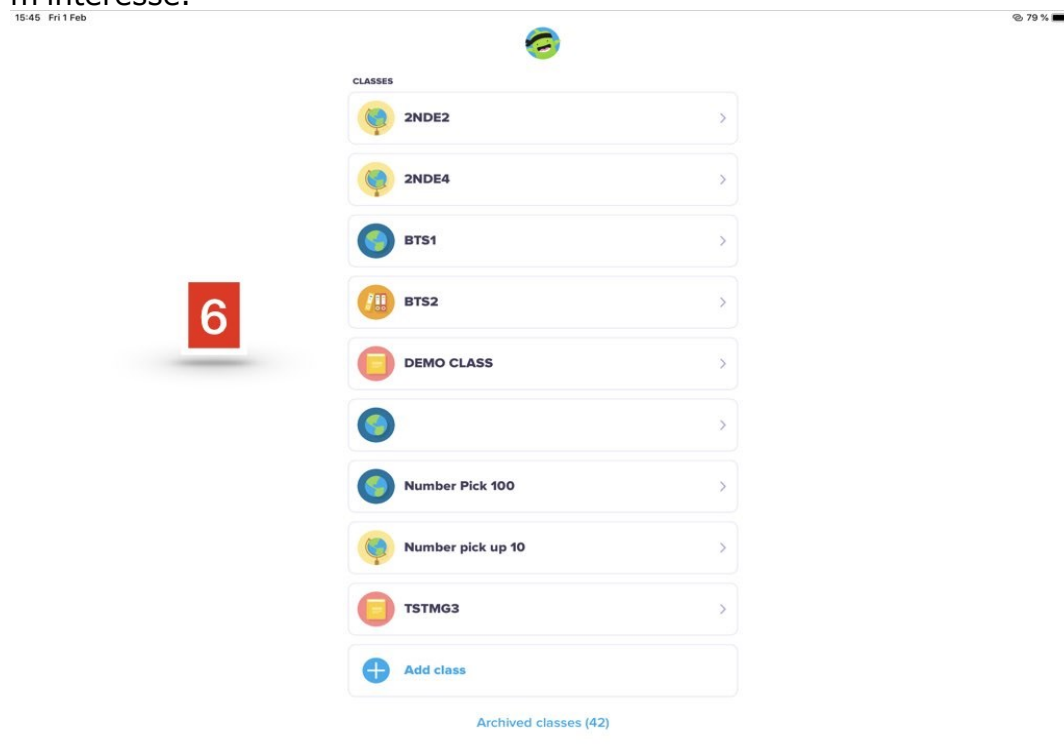 m'intéresse.
15:45 Fri 1 Feb 79 %
CLASSES
2NDE2
2NDE4
BTS1
BTS2
6
DEMO CLASS
Number Pick 100
Number pick up 10
TSTMG3
Add class
Archived classes (42)